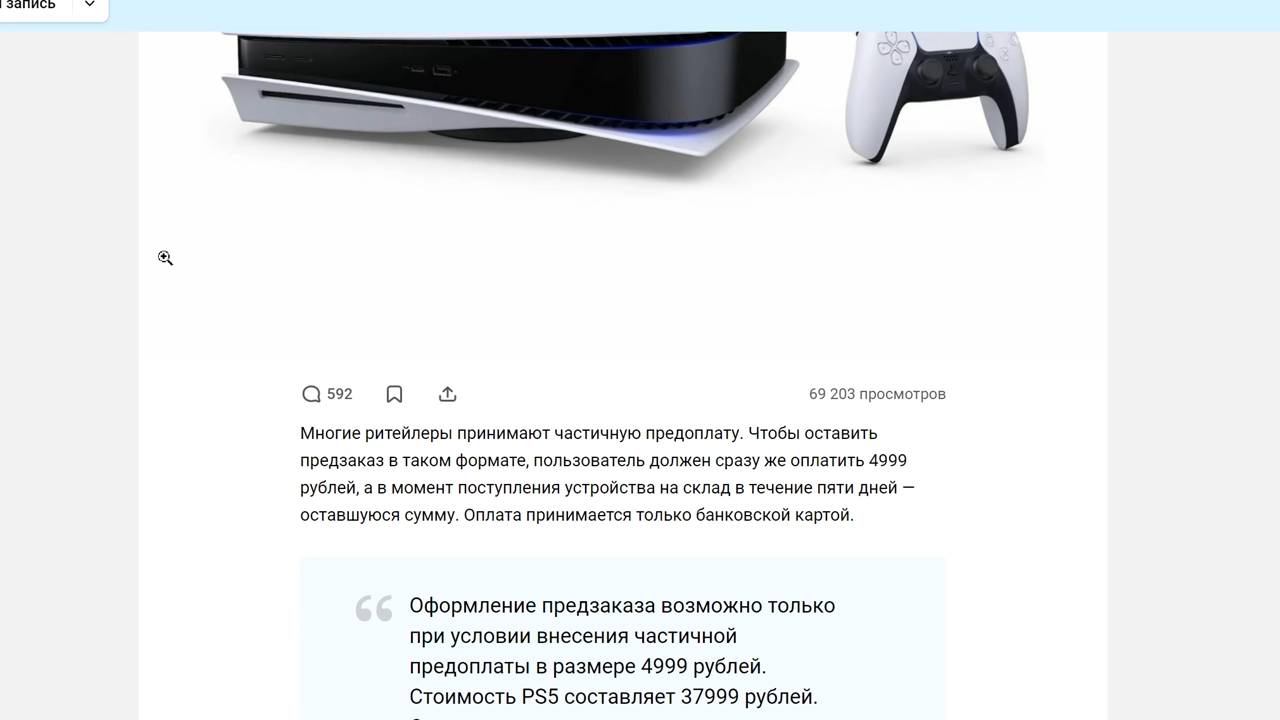 запись
592
69 203 просмотров
Многие ритейлеры принимают частичную предоплату. Чтобы оставить
предзаказ в таком формате, пользователь должен сразу же оплатить 4999
рублей, а в момент поступления устройства на склад в течение пяти дней —
оставшуюся сумму. Оплата принимается только банковской картой.
Оформление предзаказа возможно только
при условии внесения частичной
предоплаты в размере 4999 рублей.
Стоимость PS5 составляет 37999 рублей.